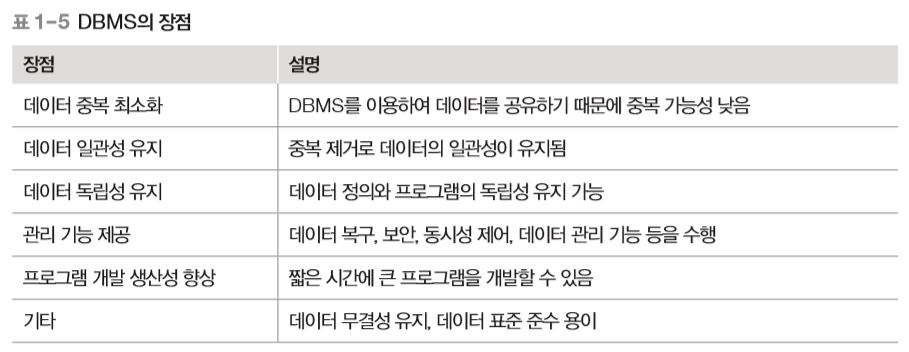 표 1-5 DBMS의 장점
장점 설명
데이터 중복 최소화 DBMS를 이용하여 데이터를 공유하기 때문에 중복 가능성 낮음
데이터 일관성 유지 중복 제거로 데이터의 일관성이 유지됨
데이터 독립성 유지 데이터 정의와 프로그램의 독립성 유지 가능
관리 기능 제공 데이터 복구, 보안, 동시성 제어, 데이터 관리 기능 등을 수행
프로그램 개발 생산성 향상 짧은 시간에 큰 프로그램을 개발할 수 있음
기타 데이터 무결성 유지, 데이터 표준 준수 용이